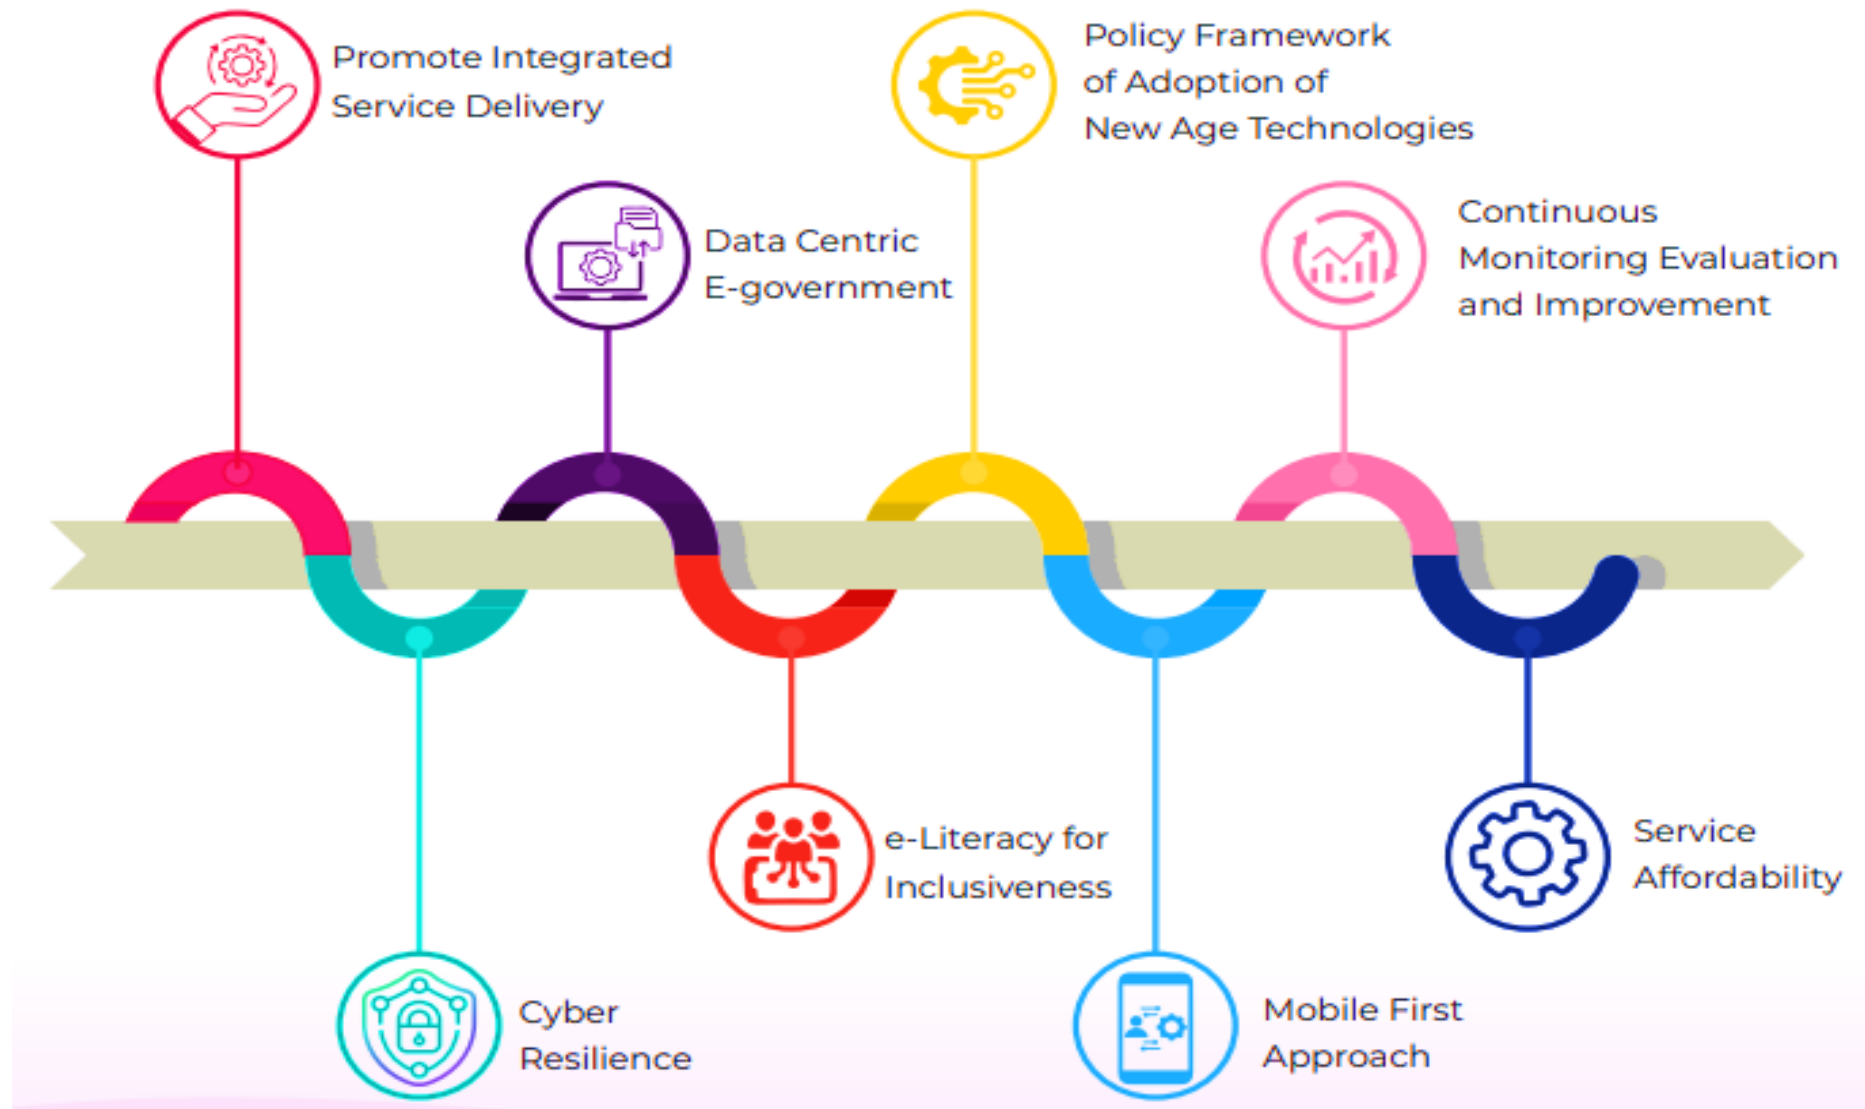 Promote Integrated
Service Delivery
Policy Framework
of Adoption of
New Age Technologies
Data Centric
E-government
Continuous
Monitoring Evaluation
and Improvement
e-Literacy for
Inclusiveness
Service
Affordability
Cyber
Resilience
Mobile First
Approach